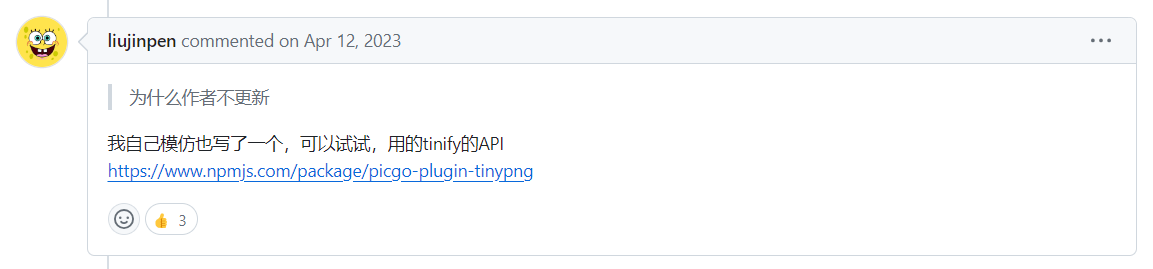 liujinpen commented on Apr 12, 2023
为什么作者不更新
我自己模仿也写了一个，可以试试，用的tinify的API
https://www.npmjs.com/package/picgo-plugin-tinypng
👍 3